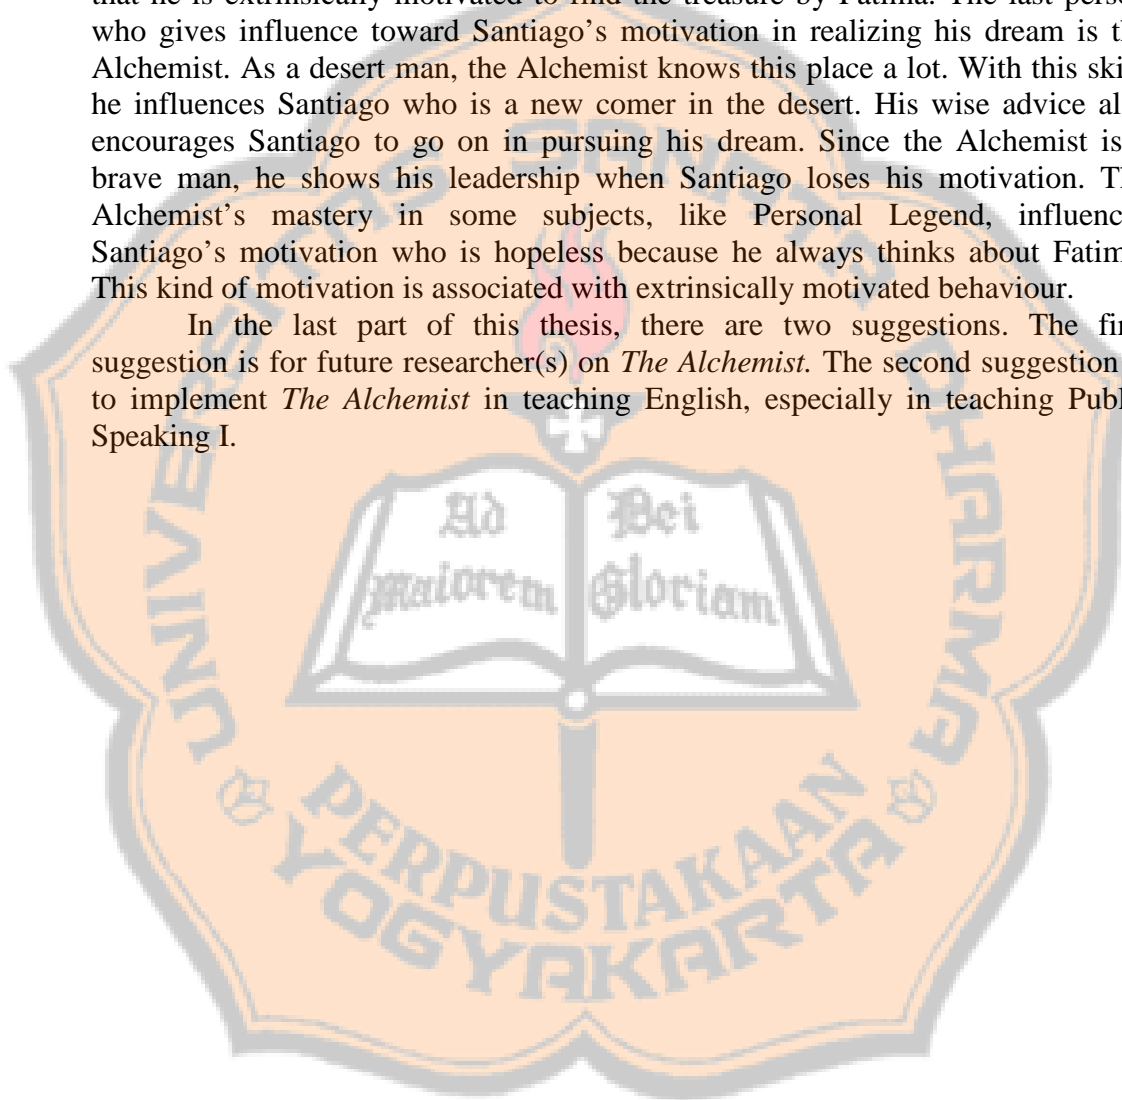 that he is extrinsically motivated to find the treasure by Fatima. The last perso
who gives influence toward Santiago's motivation in realizing his dream is th
Alchemist. As a desert man, the Alchemist knows this place a lot. With this ski
he influences Santiago who is a new comer in the desert. His wise advice al
encourages Santiago to go on in pursuing his dream. Since the Alchemist is
brave man, he shows his leadership when Santiago loses his motivation. Th
Alchemist's mastery in some subjects, like Personal Legend, influenc
Santiago's motivation who is hopeless because he always thinks about Fatim
This kind of motivation is associated with extrinsically motivated behaviour.
In the last part of this thesis, there are two suggestions. The fir
suggestion is for future researcher(s) on The Alchemist. The second suggestion
to implement The Alchemist in teaching English, especially in teaching Publ
Speaking I.
UNIVERSITAS SANATA DHARMA
Ad
maiorem
Dei
Gloriam
PERPUSTAKAAN
YOGYAKARTA